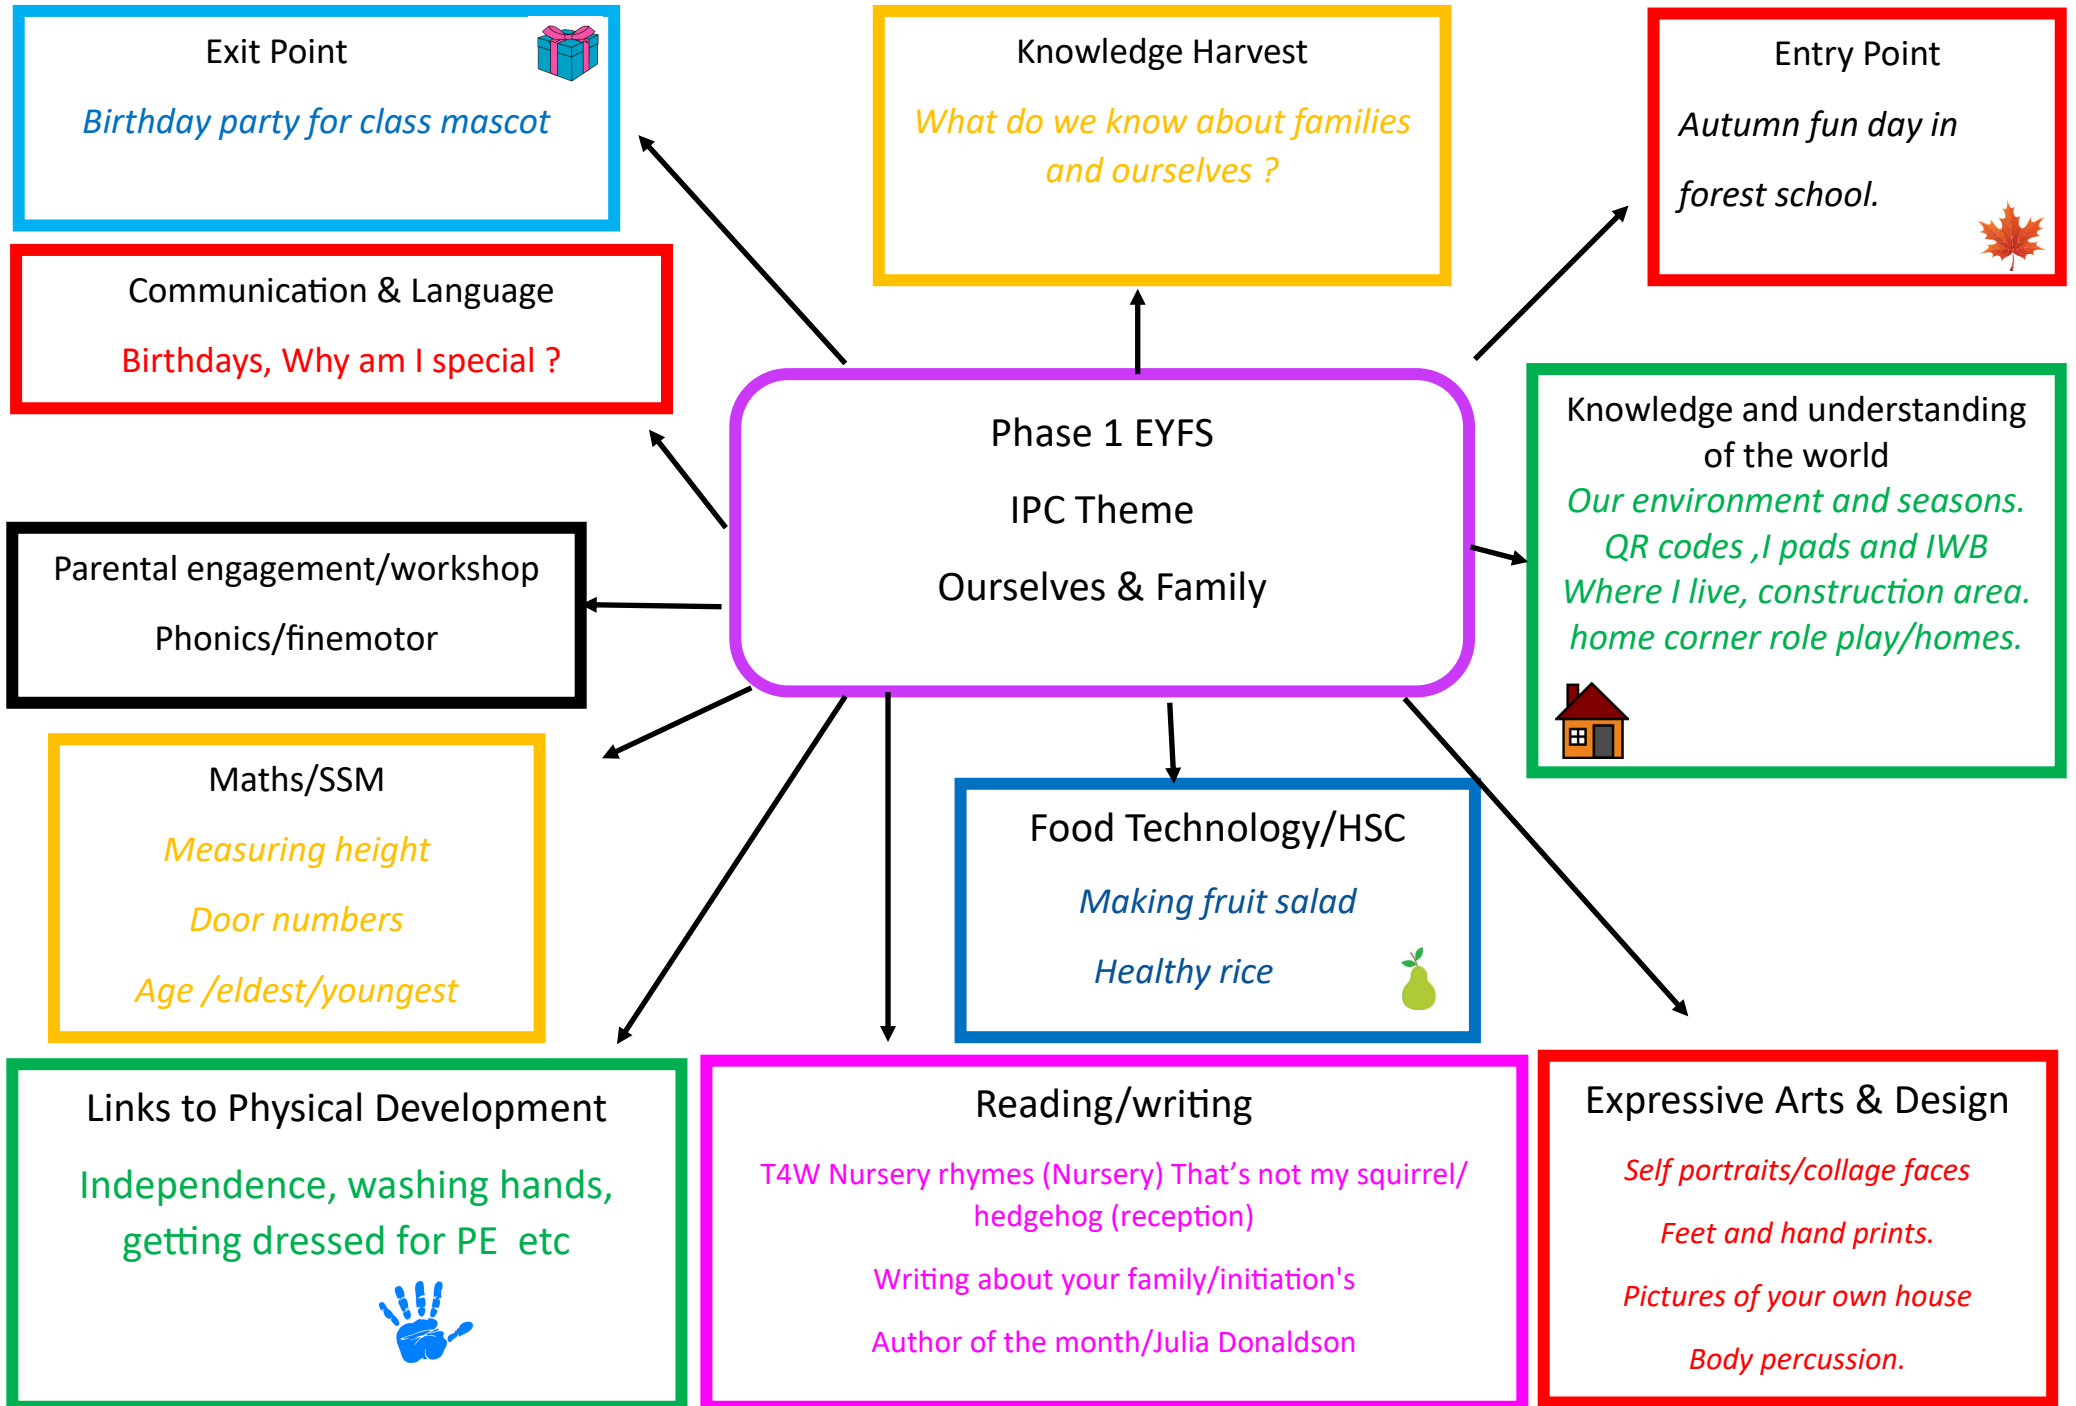 Exit Point
Birthday party for class mascot
Knowledge Harvest
What do we know about families
and ourselves ?
Entry Point
Autumn fun day in
forest school.
Communication & Language
Birthdays, Why am I special ?
Phase 1 EYFS
IPC Theme
Ourselves & Family
Knowledge and understanding
of the world
Our environment and seasons.
QR codes ,I pads and IWB
Where I live, construction area.
home corner role play/homes.
Parental engagement/workshop
Phonics/finemotor
Maths/SSM
Measuring height
Door numbers
Age /eldest/youngest
Food Technology/HSC
Making fruit salad
Healthy rice
Links to Physical Development
Independence, washing hands,
getting dressed for PE  etc
Reading/writing
T4W Nursery rhymes (Nursery) That’s not my squirrel/
hedgehog (reception)
Writing about your family/initiation's
Author of the month/Julia Donaldson
Expressive Arts & Design
Self portraits/collage faces
Feet and hand prints.
Pictures of your own house
Body percussion.